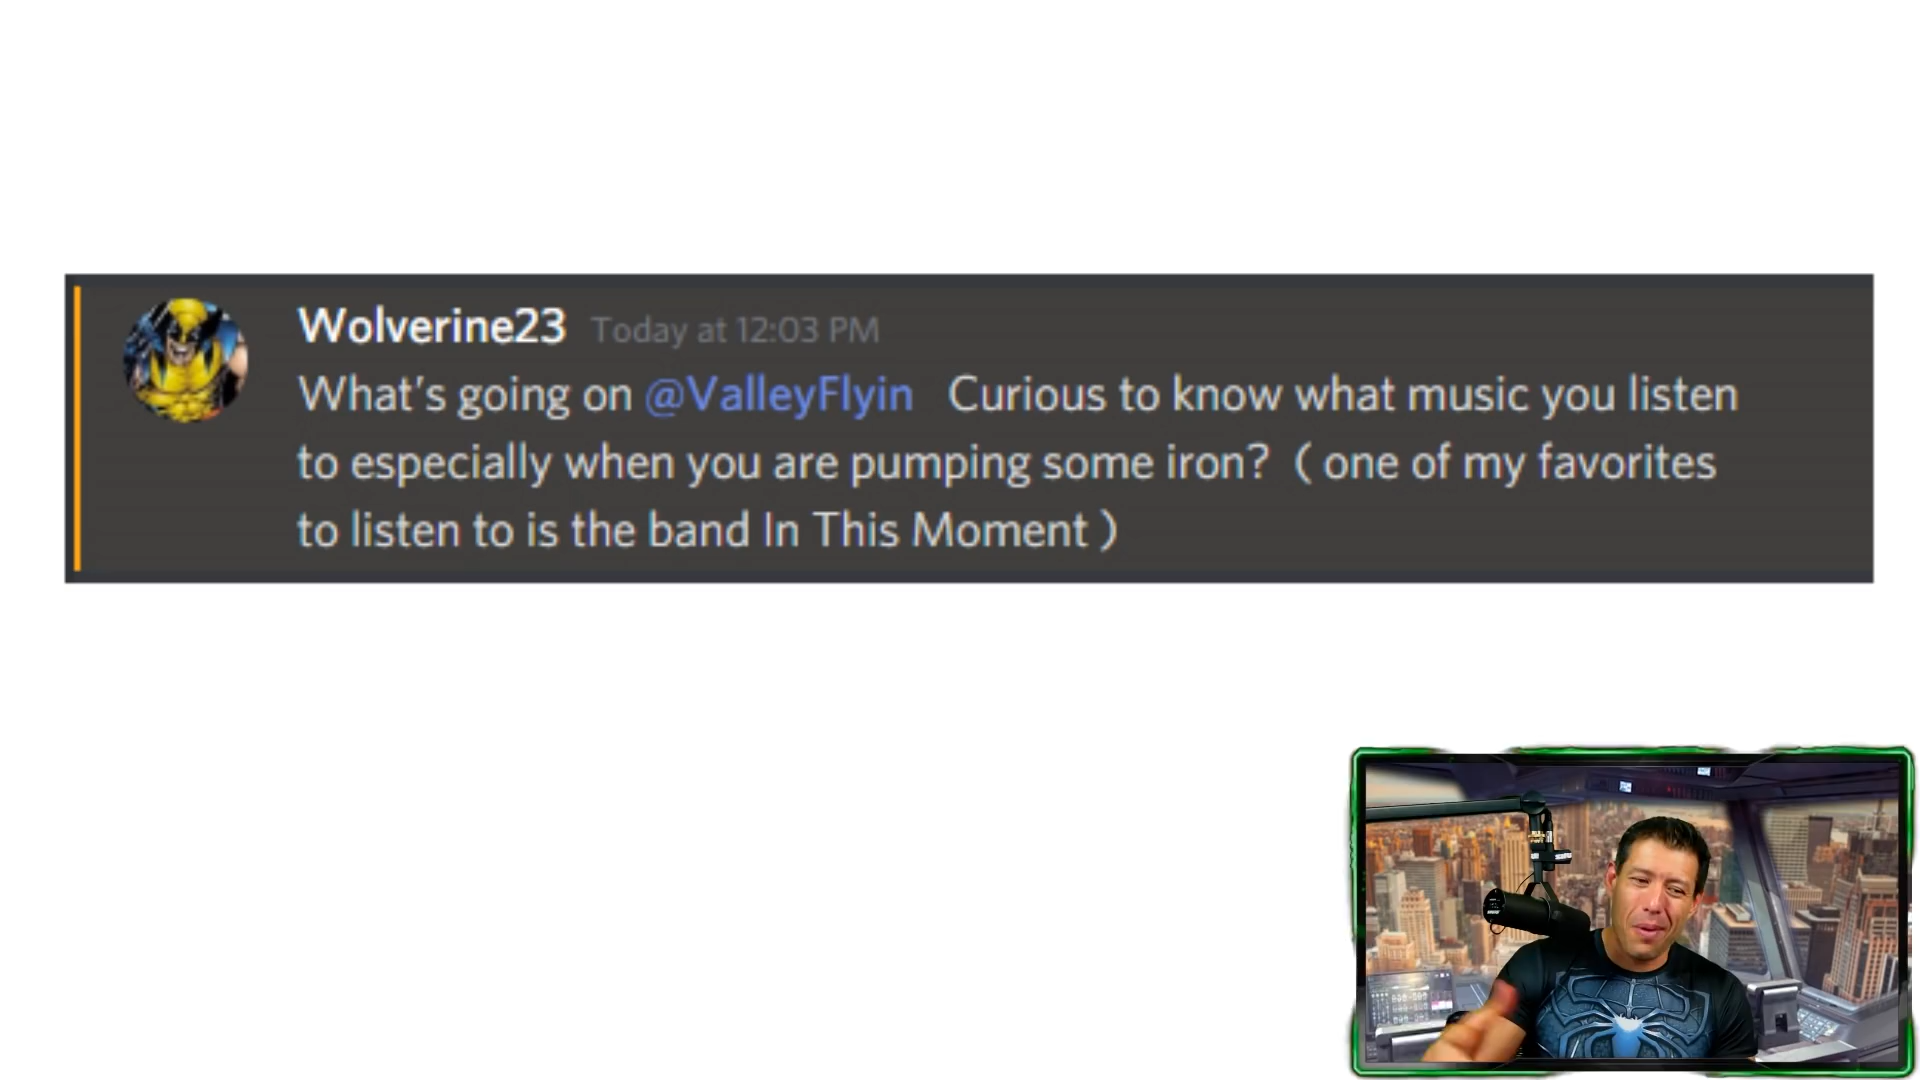 Wolverine23 Today at 12:03 PM
What's going on @ValleyFlyin Curious to know what music you listen
to especially when you are pumping some iron? ( one of my favorites
to listen to is the band In This Moment )